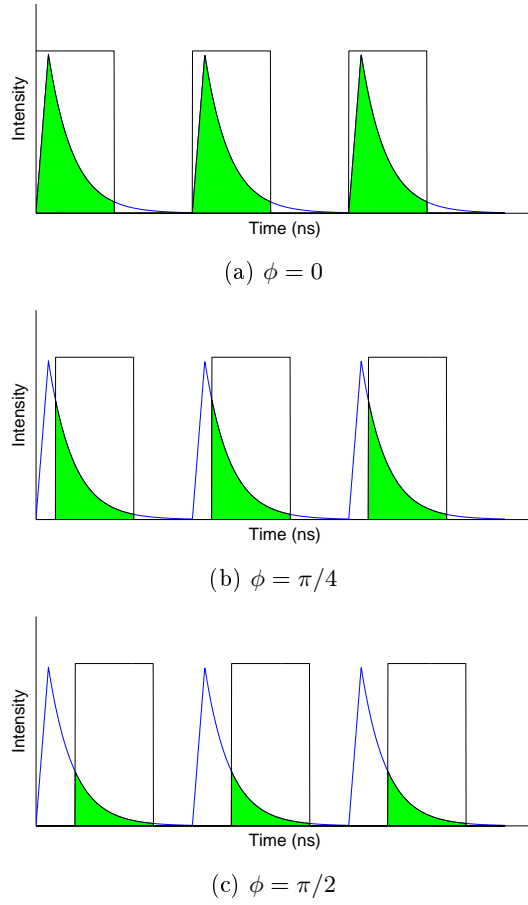 Intensity
Time (ns)
(a) ϕ = 0
Intensity
Time (ns)
(b) ϕ = π/4
Intensity
Time (ns)
(c) ϕ = π/2